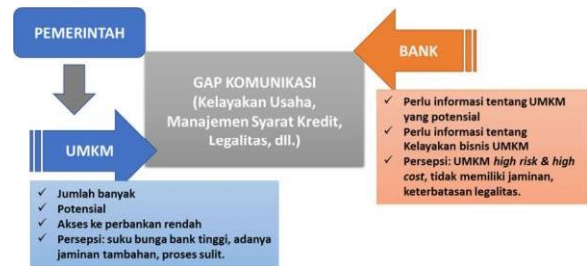 PEMERINTAH
BANK
GAP KOMUNIKASI
(Kelayakan Usaha,
Manajemen Syarat Kredit,
Legalitas, dll.)
UMKM
✓ Perlu informasi tentang UMKM
yang potensial
✓ Perlu informasi tentang
Kelayakan bisnis UMKM
✓ Persepsi: UMKM high risk & high
cost, tidak memiliki jaminan,
keterbatasan legalitas.
✓ Jumlah banyak
✓ Potensial
✓ Akses ke perbankan rendah
✓ Persepsi: suku bunga bank tinggi, adanya
jaminan tambahan, proses sulit.